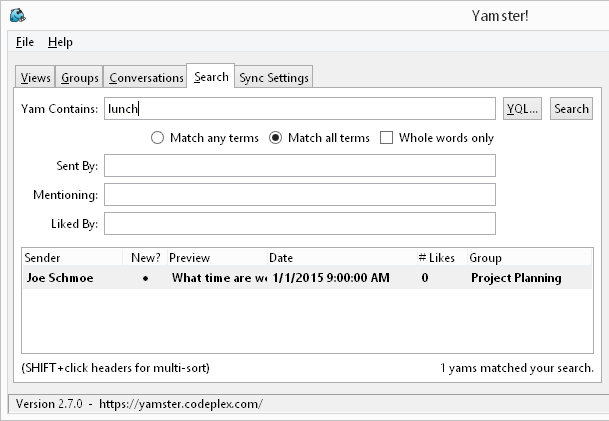 Yamster!
File Help
Views Groups Conversations Search Sync Settings
Yam Contains: lunch YQL... Search
Match any terms Match all terms Whole words only
Sent By:
Mentioning:
Liked By:
Sender New? Preview Date # Likes Group
Joe Schmoe • What time are we 1/1/2015 9:00:00 AM 0 Project Planning
(SHIFT+click headers for multi-sort) 1 yams matched your search.
Version 2.7.0 - https://yamster.codeplex.com/